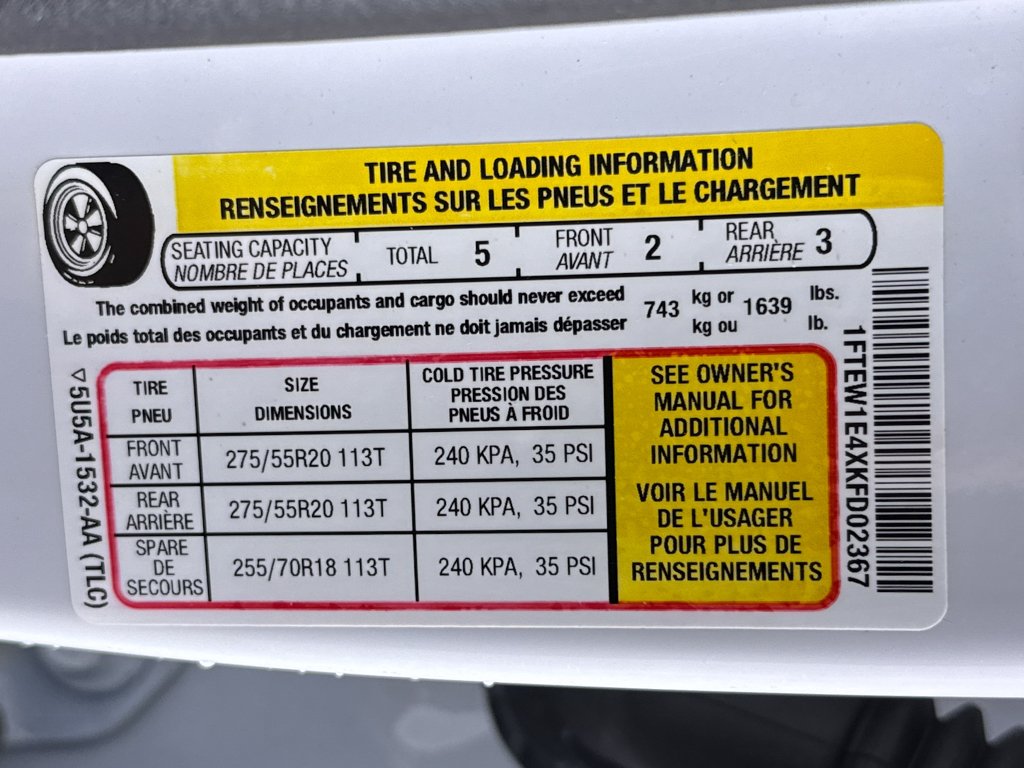 TIRE AND LOADING INFORMATION
RENSEIGNEMENTS SUR LES PNEUS ET LE CHARGEMENT
SEATING CAPACITY
NOMBRE DE PLACES
TOTAL 5
FRONT
AVANT
2
REAR
ARRIÈRE
3
The combined weight of occupants and cargo should never exceed
Le poids total des occupants et du chargement ne doit jamais dépasser
743
kg or
kg ou
1639
lbs.
lb.
TIRE
PNEU
SIZE
DIMENSIONS
COLD TIRE PRESSURE
PRESSION DES
PNEUS À FROID
FRONT
AVANT
275/55R20 113T
240 KPA, 35 PSI
REAR
ARRIÈRE
275/55R20 113T
240 KPA, 35 PSI
SPARE
DE
SECOURS
255/70R18 113T
240 KPA, 35 PSI
SEE OWNER'S
MANUAL FOR
ADDITIONAL
INFORMATION
VOIR LE MANUEL
DE L'USAGER
POUR PLUS DE
RENSEIGNEMENTS
5U5A-1532-AA (TLC)
1FTEW1E4XKFD02367